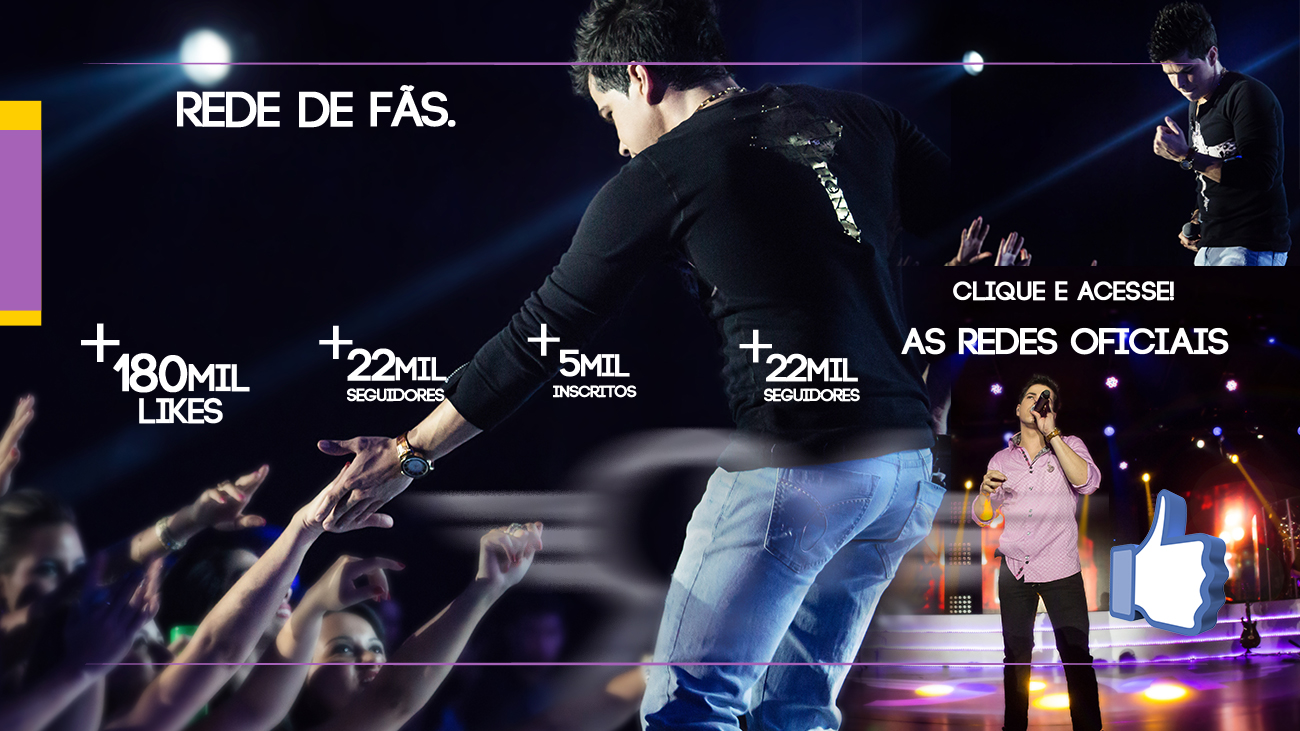 REDE DE FÃS.
+180MIL
LIKES
+22MIL
SEGUIDORES
+5MIL
INSCRITOS
+22MIL
SEGUIDORES
CLIQUE E ACESSE!
AS REDES OFICIAIS